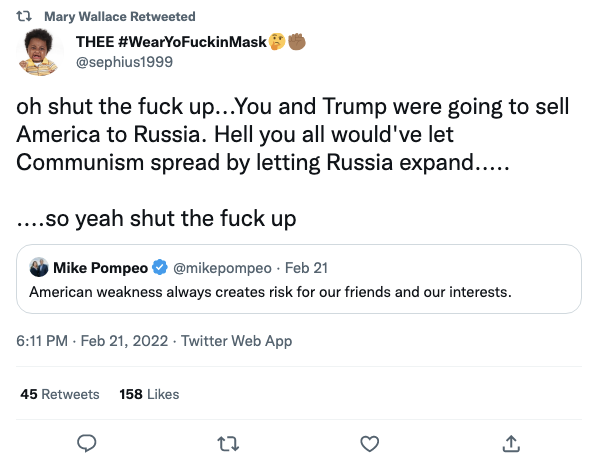 Mary Wallace Retweeted
THEE #WearYoFuckinMask🤔✊🏾
@sephius1999
oh shut the fuck up...You and Trump were going to sell
America to Russia. Hell you all would've let
Communism spread by letting Russia expand.....
....so yeah shut the fuck up
Mike Pompeo @mikepompeo · Feb 21
American weakness always creates risk for our friends and our interests.
6:11 PM · Feb 21, 2022 · Twitter Web App
45 Retweets 158 Likes